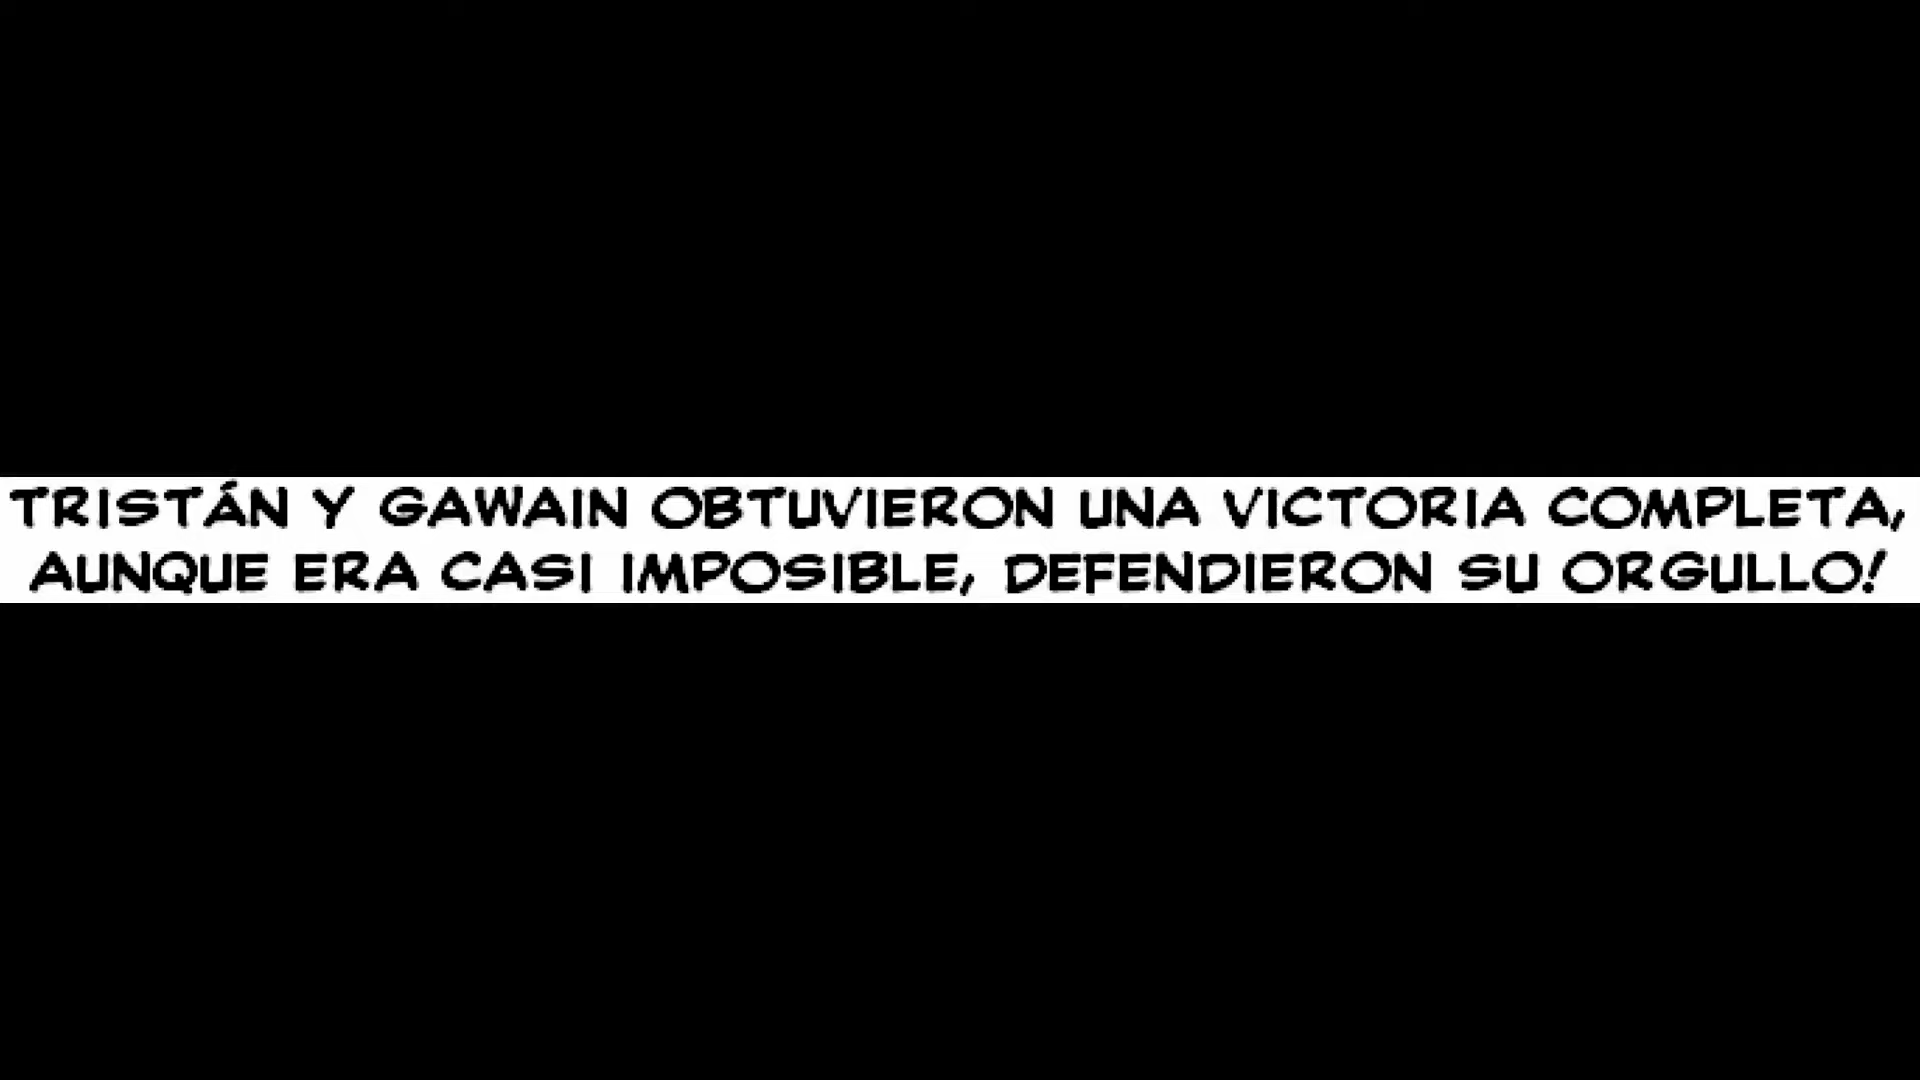 TRISTÁN Y GAWAIN OBTUVIERON UNA VICTORIA COMPLETA,
AUNQUE ERA CASI IMPOSIBLE, DEFENDIERON SU ORGULLO!